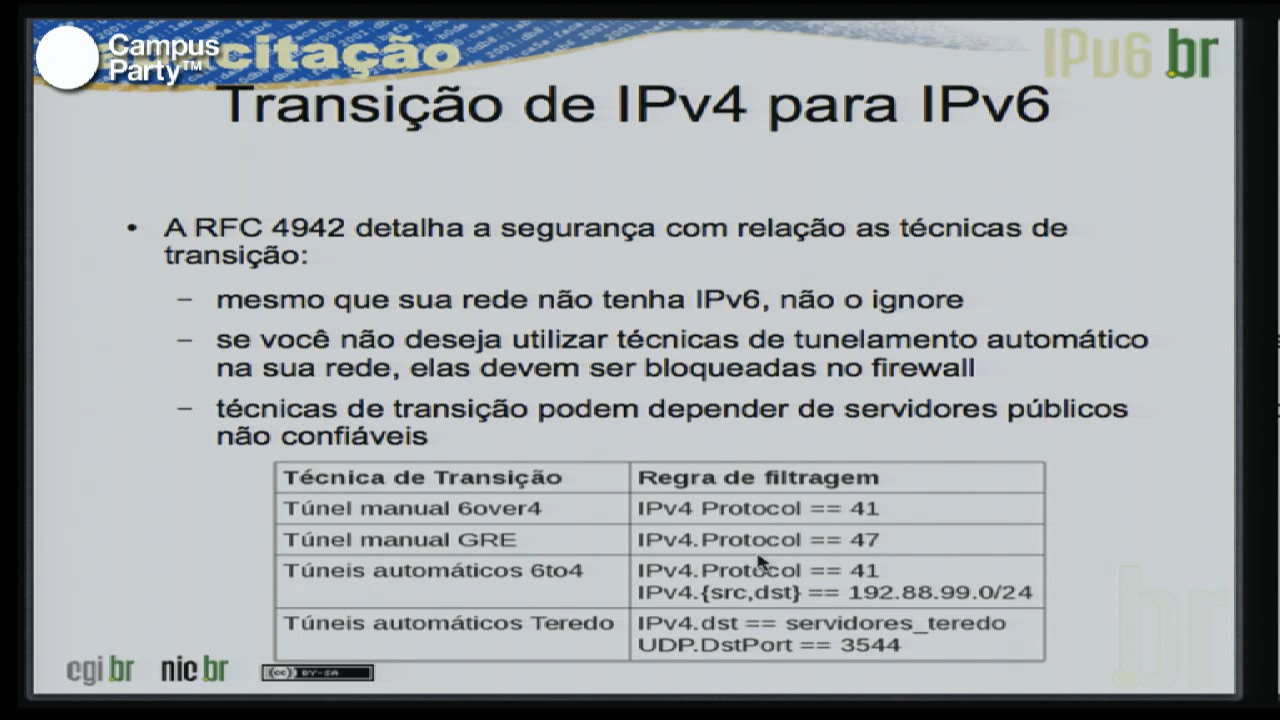 Campus
Party™
citação
IPv6.br
Transição de IPv4 para IPv6
• A RFC 4942 detalha a segurança com relação as técnicas de
transição:
– mesmo que sua rede não tenha IPv6, não o ignore
– se você não deseja utilizar técnicas de tunelamento automático
na sua rede, elas devem ser bloqueadas no firewall
– técnicas de transição podem depender de servidores públicos
não confiáveis
Técnica de Transição Regra de filtragem
Túnel manual 6over4 IPv4 Protocol == 41
Túnel manual GRE IPv4.Protocol == 47
Túneis automáticos 6to4 IPv4.Protocol == 41
IPv4.{src,dst} == 192.88.99.0/24
Túneis automáticos Teredo IPv4.dst == servidores_teredo
UDP.DstPort == 3544
cgi.br nic.br (cc) BY-SA
br